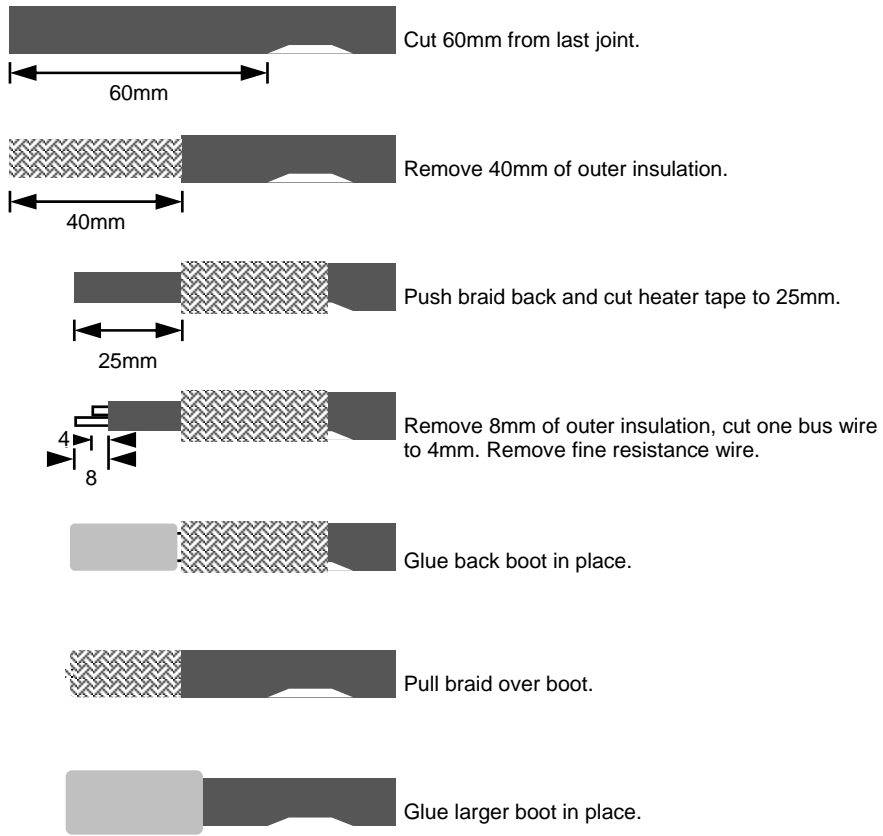 Cut 60mm from last joint.
60mm
Remove 40mm of outer insulation.
40mm
Push braid back and cut heater tape to 25mm.
25mm
Remove 8mm of outer insulation, cut one bus wire
to 4mm. Remove fine resistance wire.
4
8
Glue back boot in place.
Pull braid over boot.
Glue larger boot in place.